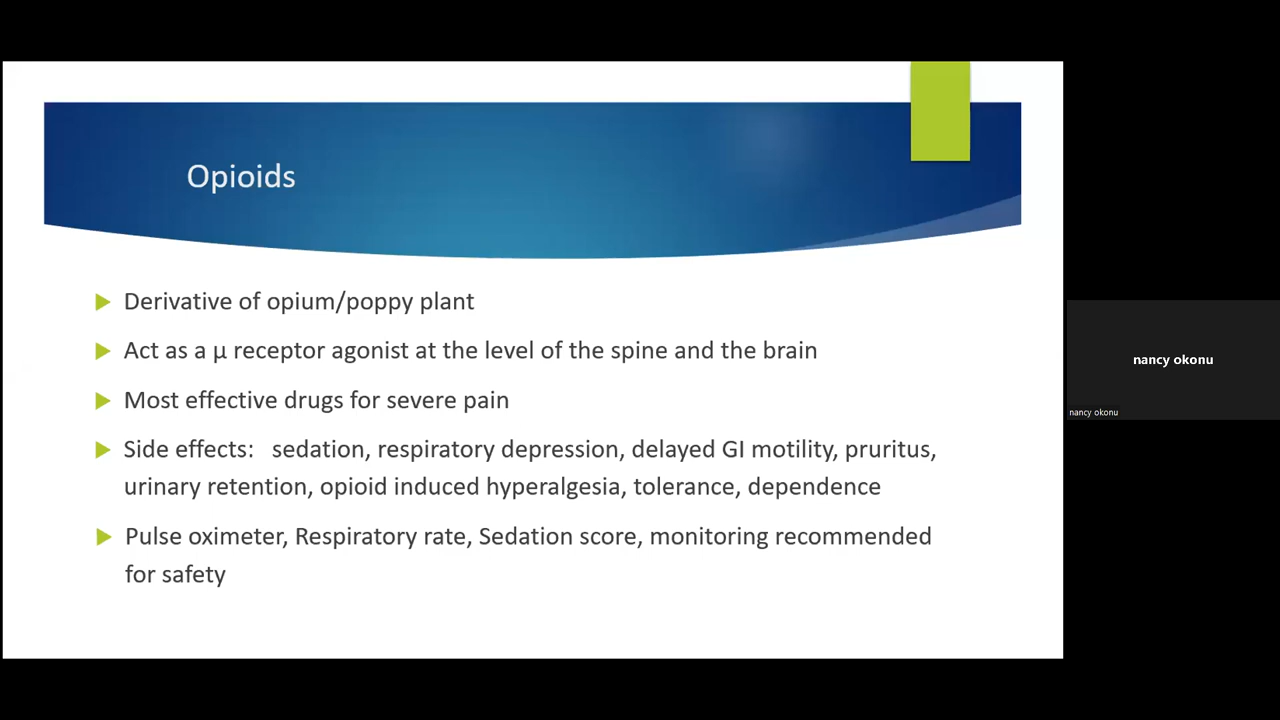 Opioids
Derivative of opium/poppy plant
Act as a μ receptor agonist at the level of the spine and the brain
Most effective drugs for severe pain
Side effects:   sedation, respiratory depression, delayed GI motility, pruritus,
urinary retention, opioid induced hyperalgesia, tolerance, dependence
Pulse oximeter, Respiratory rate, Sedation score, monitoring recommended
for safety
nancy okonu
nancy okonu